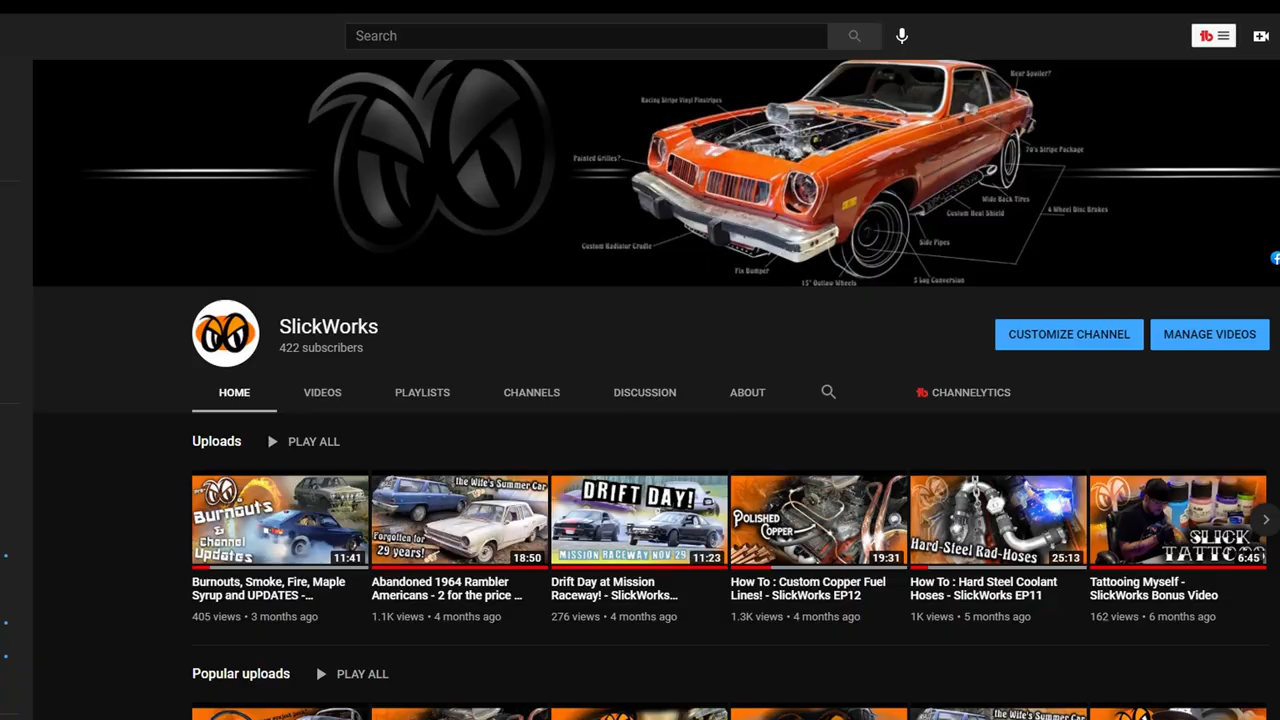 Search
Rear Spoiler?
Racing Stripe Vinyl Pinstripes
70's Stripe Package
Painted Grilles?
Wide Back Tires
4 Wheel Disc Brakes
Custom Heat Shield
Side Pipes
Custom Radiator Cradle
Fix Bumper
15" Outlaw Wheels
5 Lug Conversion
SlickWorks
422 subscribers
CUSTOMIZE CHANNEL
MANAGE VIDEOS
HOME
VIDEOS
PLAYLISTS
CHANNELS
DISCUSSION
ABOUT
CHANNELYTICS
Uploads
PLAY ALL
Burnouts
&
Channel
Updates
11:41
the Wife's Summer Car
Forgotten for
29 years!
18:50
DRIFT DAY!
MISSION RACEWAY NOV 29
11:23
POLISHED
COPPER
19:31
Hard-Steel Rad-Hoses
25:13
SLICK
TATTOOS
6:45
Burnouts, Smoke, Fire, Maple
Syrup and UPDATES -...
405 views • 3 months ago
Abandoned 1964 Rambler
Americans - 2 for the price ...
1.1K views • 4 months ago
Drift Day at Mission
Raceway! - SlickWorks...
276 views • 4 months ago
How To : Custom Copper Fuel
Lines! - SlickWorks EP12
1.3K views • 4 months ago
How To : Hard Steel Coolant
Hoses - SlickWorks EP11
1K views • 5 months ago
Tattooing Myself -
SlickWorks Bonus Video
162 views • 6 months ago
Popular uploads
PLAY ALL
the Wife's Summer Car